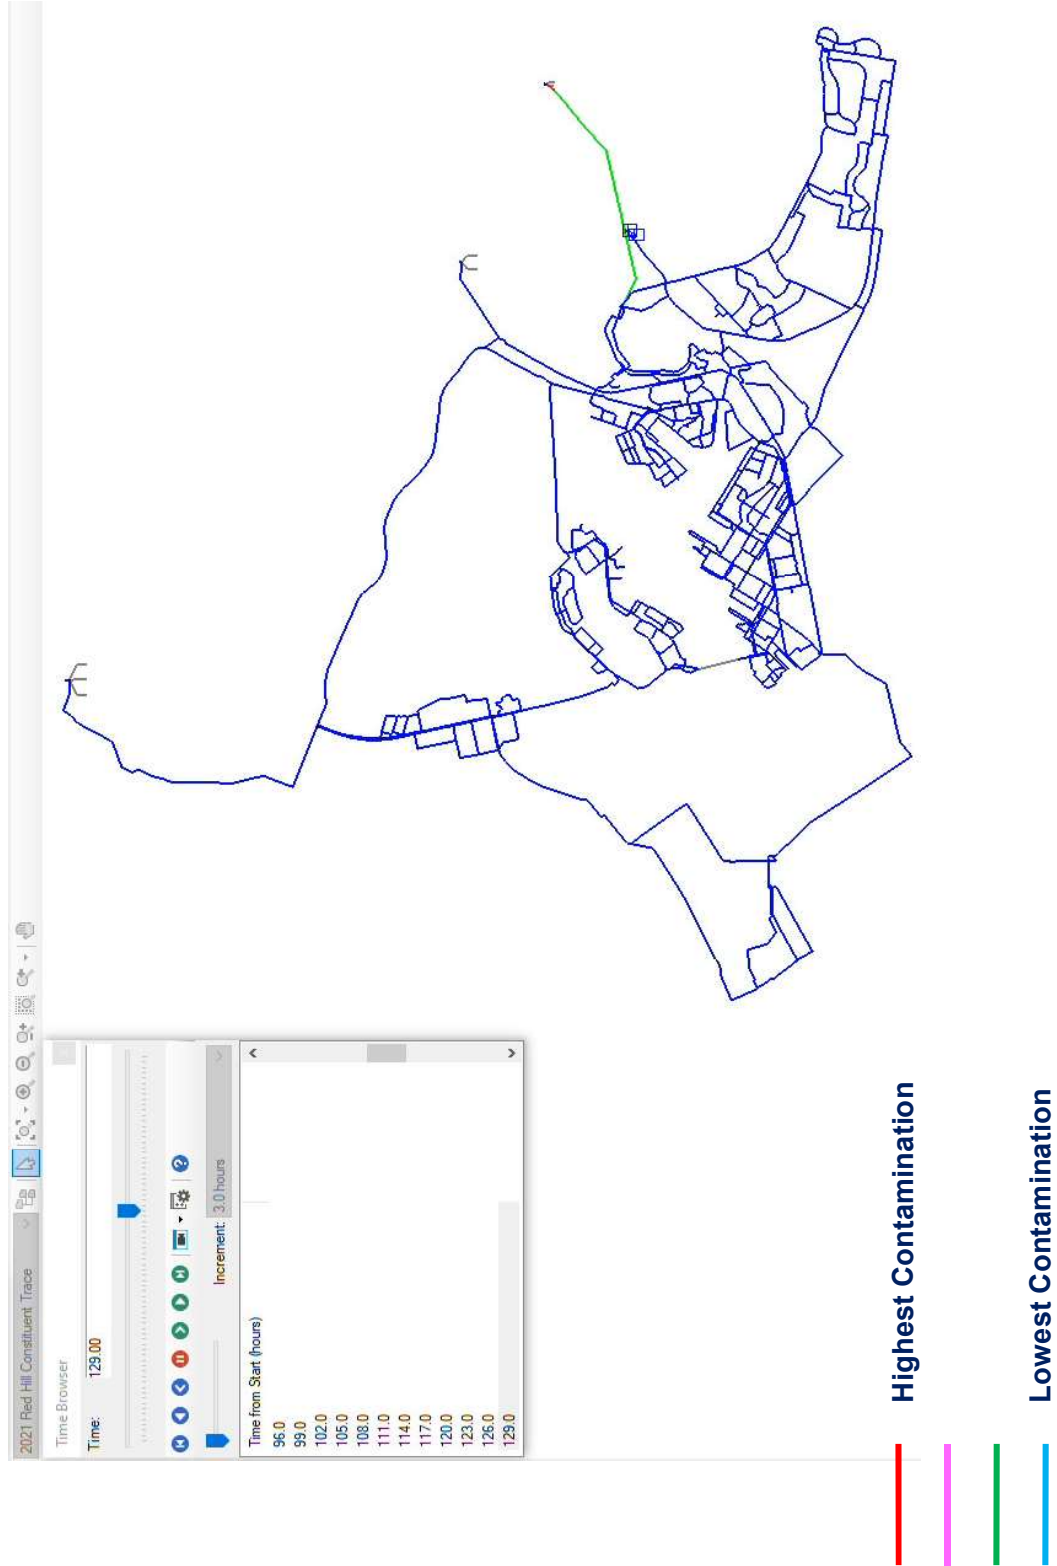 2021 Red Hill Constituent Trace
Time Browser
Time: 129.00
Increment: 3.0 hours
Time from Start (hours)
96.0
99.0
102.0
105.0
108.0
111.0
114.0
117.0
120.0
123.0
126.0
129.0
Highest Contamination
Lowest Contamination